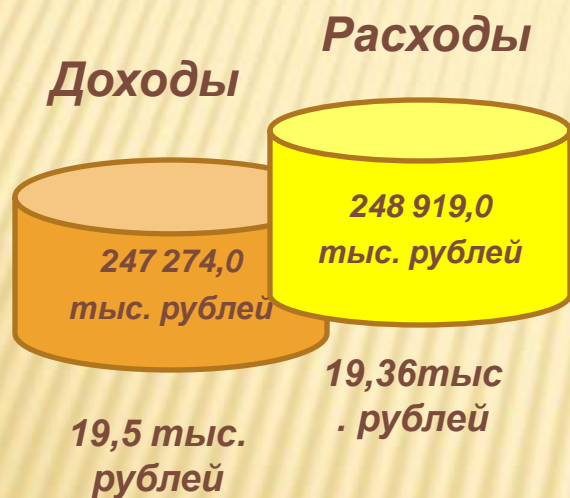 Доходы
247 274,0
тыс. рублей
19,5 тыс.
рублей
Расходы
248 919,0
тыс. рублей
19,36тыс
. рублей